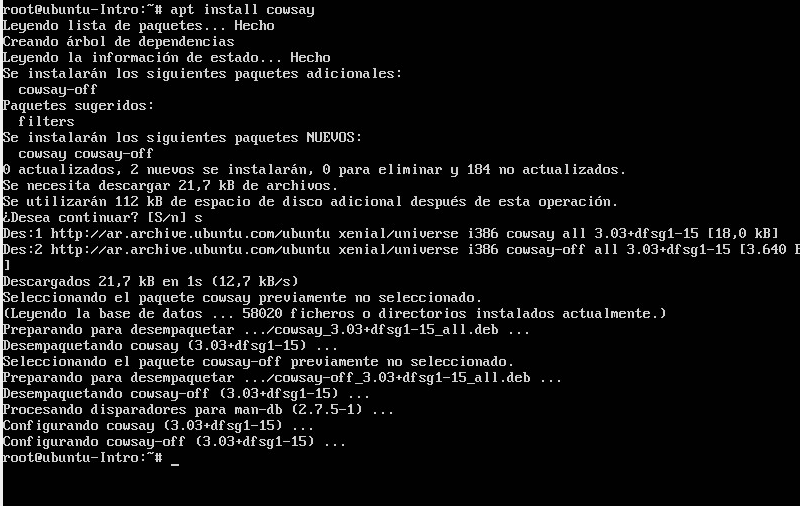 root@ubuntu-Intro:~# apt install cowsay
Leyendo lista de paquetes... Hecho
Creando árbol de dependencias
Leyendo la información de estado... Hecho
Se instalarán los siguientes paquetes adicionales:
  cowsay-off
Paquetes sugeridos:
  filters
Se instalarán los siguientes paquetes NUEVOS:
  cowsay cowsay-off
0 actualizados, 2 nuevos se instalarán, 0 para eliminar y 184 no actualizados.
Se necesita descargar 21,7 kB de archivos.
Se utilizarán 112 kB de espacio de disco adicional después de esta operación.
¿Desea continuar? [S/n] s
Des:1 http://ar.archive.ubuntu.com/ubuntu xenial/universe i386 cowsay all 3.03+dfsg1-15 [18,0 kB]
Des:2 http://ar.archive.ubuntu.com/ubuntu xenial/universe i386 cowsay-off all 3.03+dfsg1-15 [3.640 B
]
Descargados 21,7 kB en 1s (12,7 kB/s)
Seleccionando el paquete cowsay previamente no seleccionado.
(Leyendo la base de datos ... 58020 ficheros o directorios instalados actualmente.)
Preparando para desempaquetar .../cowsay_3.03+dfsg1-15_all.deb ...
Desempaquetando cowsay (3.03+dfsg1-15) ...
Seleccionando el paquete cowsay-off previamente no seleccionado.
Preparando para desempaquetar .../cowsay-off_3.03+dfsg1-15_all.deb ...
Desempaquetando cowsay-off (3.03+dfsg1-15) ...
Procesando disparadores para man-db (2.7.5-1) ...
Configurando cowsay (3.03+dfsg1-15) ...
Configurando cowsay-off (3.03+dfsg1-15) ...
root@ubuntu-Intro:~# _